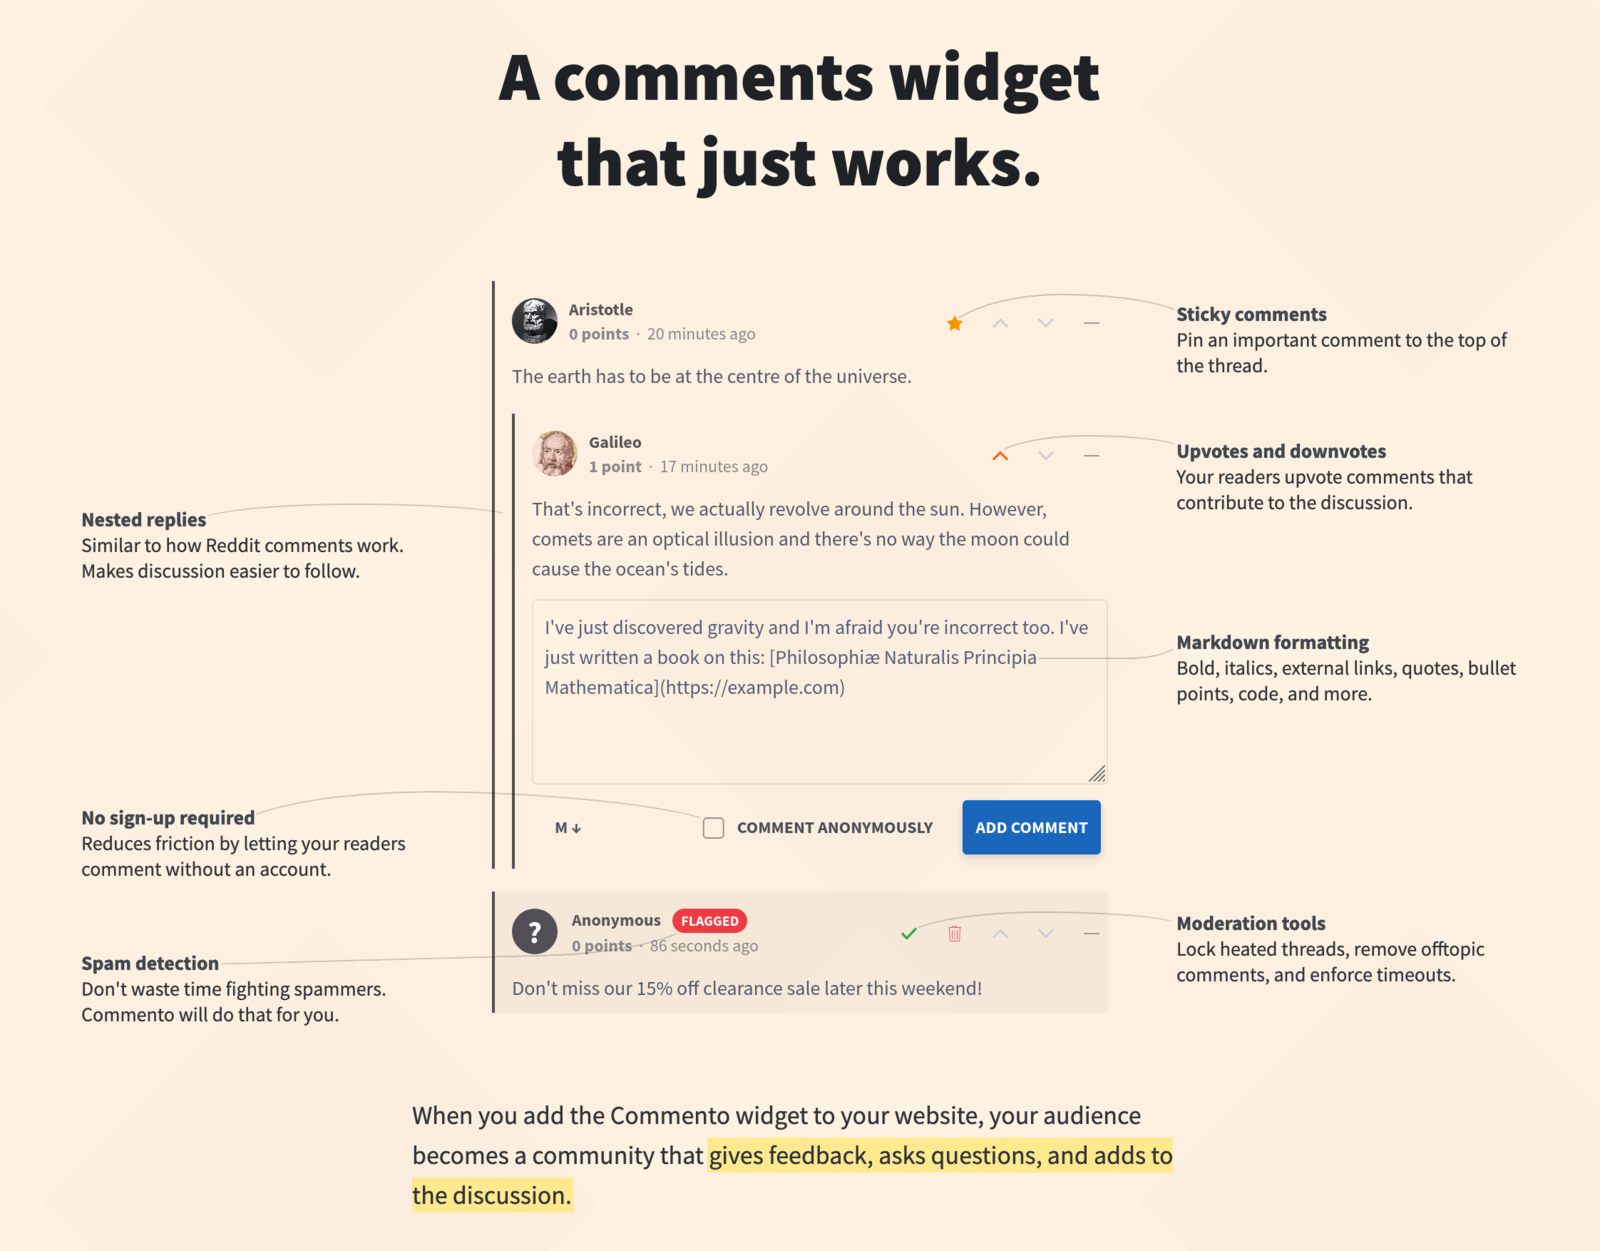 A comments widget
that just works.
Aristotle
0 points · 20 minutes ago
The earth has to be at the centre of the universe.
Sticky comments
Pin an important comment to the top of
the thread.
Galileo
1 point · 17 minutes ago
That's incorrect, we actually revolve around the sun. However,
comets are an optical illusion and there's no way the moon could
cause the ocean's tides.
Upvotes and downvotes
Your readers upvote comments that
contribute to the discussion.
Nested replies
Similar to how Reddit comments work.
Makes discussion easier to follow.
I've just discovered gravity and I'm afraid you're incorrect too. I've
just written a book on this: [Philosophiæ Naturalis Principia
Mathematica](https://example.com)
Markdown formatting
Bold, italics, external links, quotes, bullet
points, code, and more.
No sign-up required
Reduces friction by letting your readers
comment without an account.
M ↓
COMMENT ANONYMOUSLY
ADD COMMENT
?
Anonymous FLAGGED
0 points · 86 seconds ago
Don't miss our 15% off clearance sale later this weekend!
Moderation tools
Lock heated threads, remove offtopic
comments, and enforce timeouts.
Spam detection
Don't waste time fighting spammers.
Commento will do that for you.
When you add the Commento widget to your website, your audience
becomes a community that gives feedback, asks questions, and adds to
the discussion.